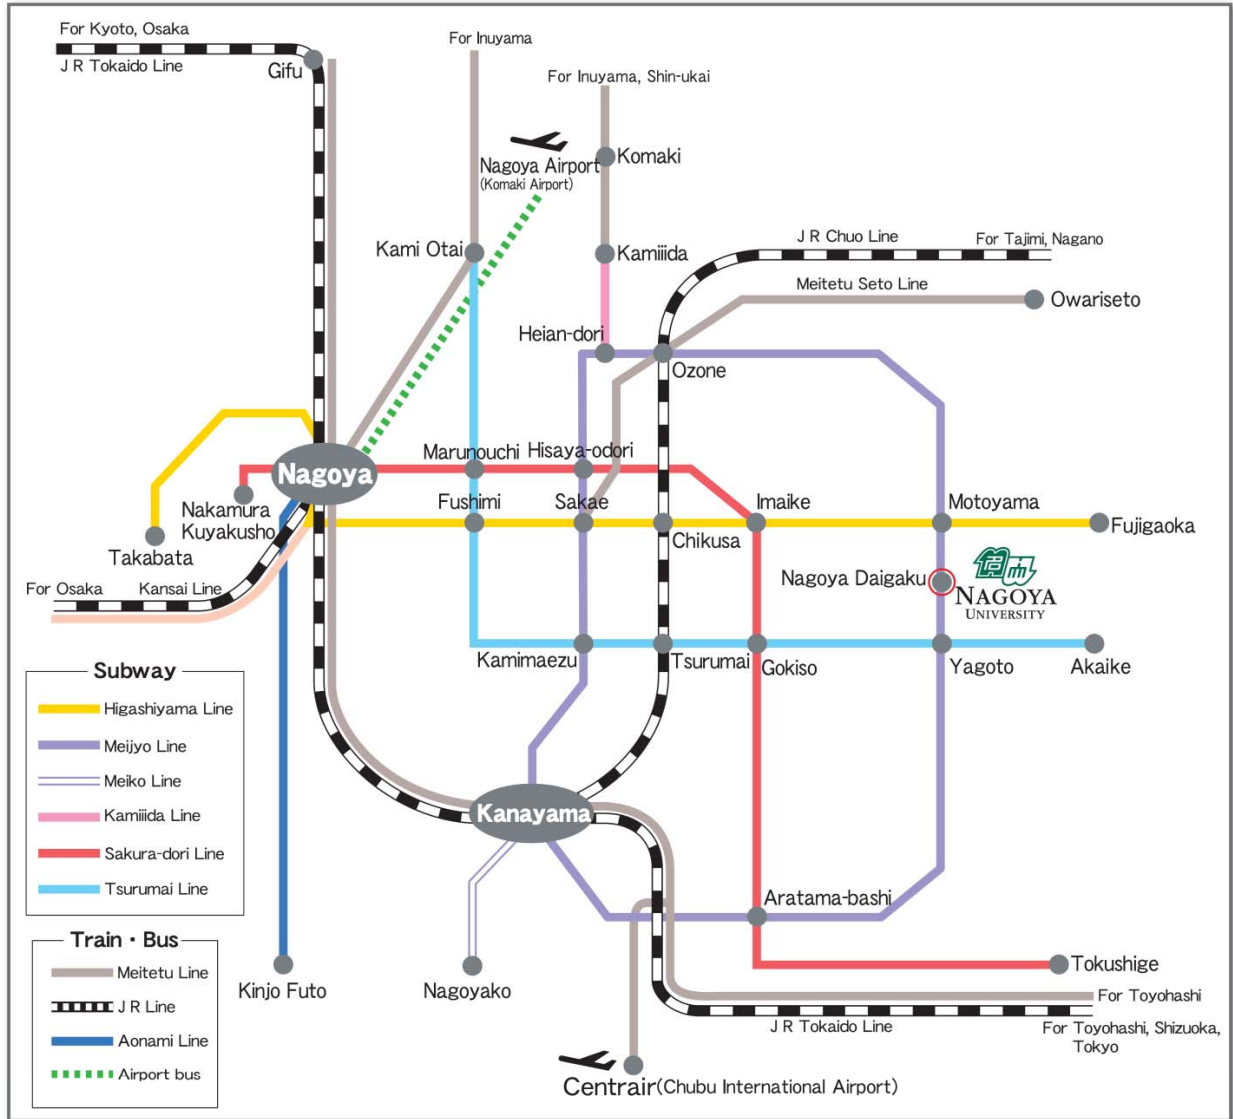 For Kyoto, Osaka
J R Tokaido Line
Gifu
For Inuyama
For Inuyama, Shin-ukai
Komaki
Nagoya Airport
(Komaki Airport)
Kami Otai
Kamiiida
J R Chuo Line
For Tajimi, Nagano
Meitetu Seto Line
Owariseto
Heian-dori
Ozone
Nagoya
Marunouchi
Hisaya-odori
Nakamura
Kuyakusho
Fushimi
Sakae
Imaike
Motoyama
Chikusa
Fujigaoka
Takabata
For Osaka
Kansai Line
Nagoya Daigaku
NAGOYA
UNIVERSITY
Kamimaezu
Tsurumai
Gokiso
Yagoto
Akaike
Subway
Higashiyama Line
Meijyo Line
Meiko Line
Kamiiida Line
Sakura-dori Line
Tsurumai Line
Kanayama
Aratama-bashi
Train・Bus
Meitetu Line
J R Line
Aonami Line
Airport bus
Kinjo Futo
Nagoyako
Tokushige
For Toyohashi
J R Tokaido Line
For Toyohashi, Shizuoka,
Tokyo
Centrair(Chubu International Airport)